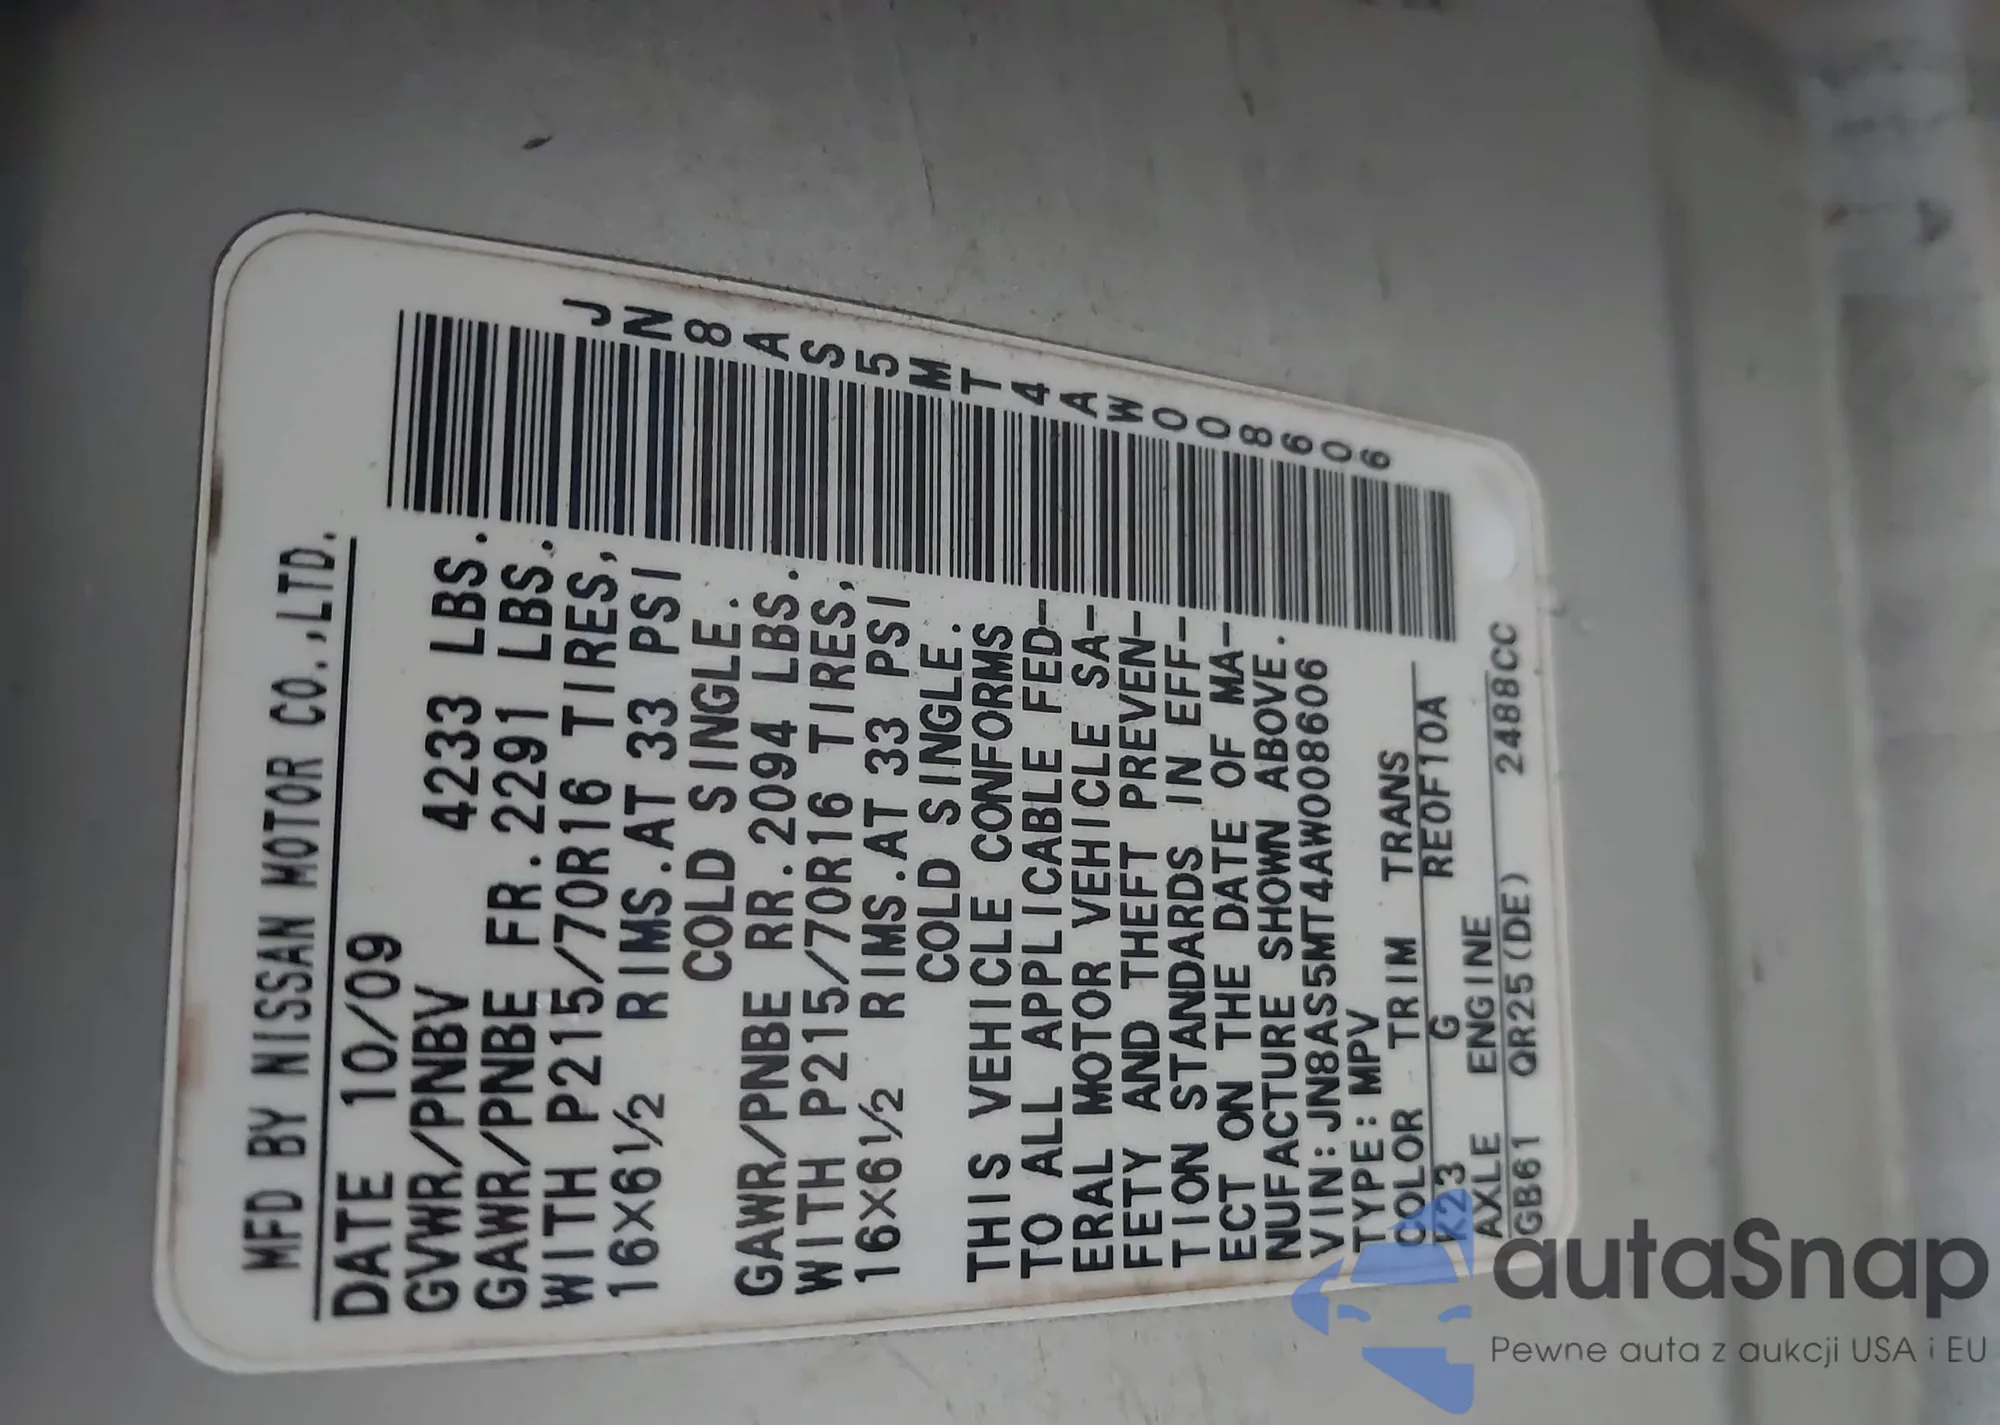 MFD BY NISSAN MOTOR CO.,LTD.
DATE 10/09
GVWR/PNBV 4233 LBS.
GAWR/PNBE FR.2291 LBS.
WITH P215/70R16 TIRES,
16X6½ RIMS.AT 33 PSI
COLD SINGLE.
GAWR/PNBE RR.2094 LBS.
WITH P215/70R16 TIRES,
16X6½ RIMS.AT 33 PSI
COLD SINGLE.
THIS VEHICLE CONFORMS
TO ALL APPLICABLE FED-
ERAL MOTOR VEHICLE SA-
FETY AND THEFT PREVEN-
TION STANDARDS IN EFF-
ECT ON THE DATE OF MA-
NUFACTURE SHOWN ABOVE.
VIN:JN8AS5MT4AW008606
TYPE:MPV
COLOR TRIM TRANS
K23 G RE0F10A
AXLE ENGINE
GB61 QR25(DE) 2488CC
JN8AS5MT4AW008606
autaSnap
Pewne auta z aukcji USA i EU